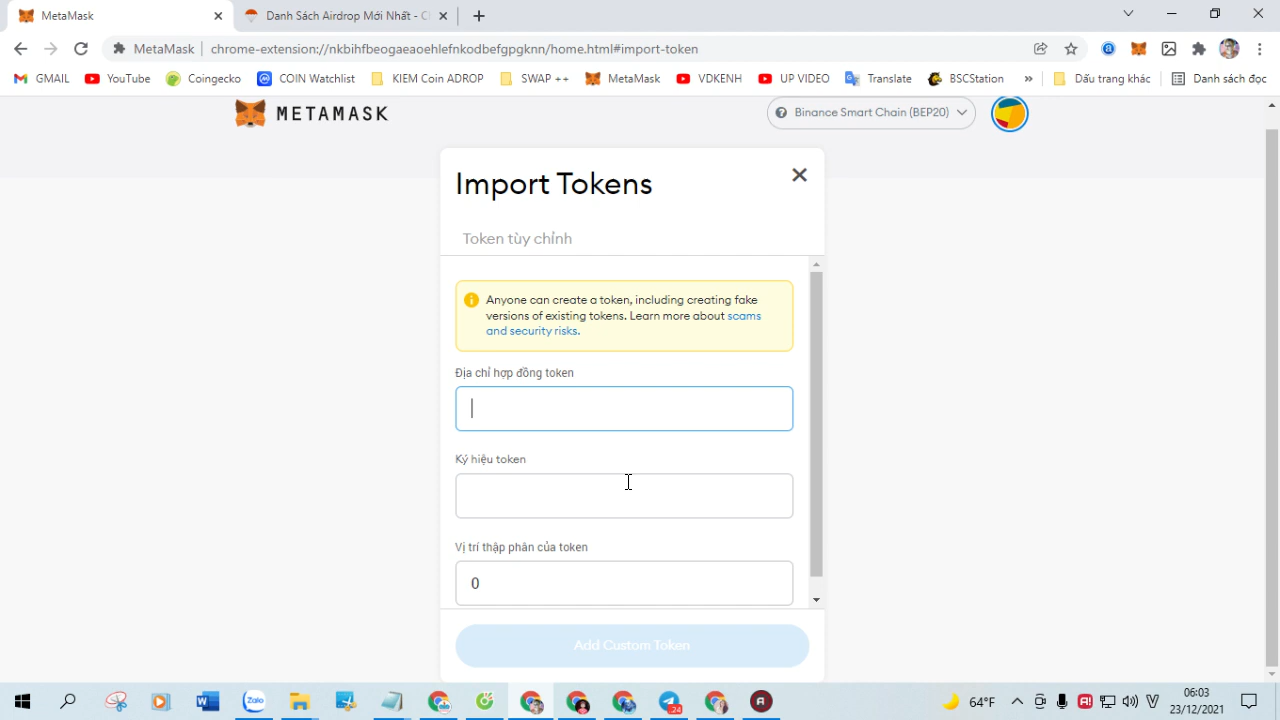 MetaMask
Danh Sách Airdrop Mới Nhất - C
MetaMask
chrome-extension://nkbihfbeogaeaoehlefnkodbefgpgknn/home.html#import-token
GMAIL
YouTube
Coingecko
COIN Watchlist
KIEM Coin ADROP
SWAP ++
MetaMask
VDKENH
UP VIDEO
Translate
BSCStation
»
Dấu trang khác
Danh sách đọc
METAMASK
Binance Smart Chain (BEP20)
Import Tokens
Token tùy chỉnh
Anyone can create a token, including creating fake
versions of existing tokens. Learn more about scams
and security risks.
Địa chỉ hợp đồng token
Ký hiệu token
Vị trí thập phân của token
0
Add Custom Token
Zalo
24
64°F
V
06:03
23/12/2021